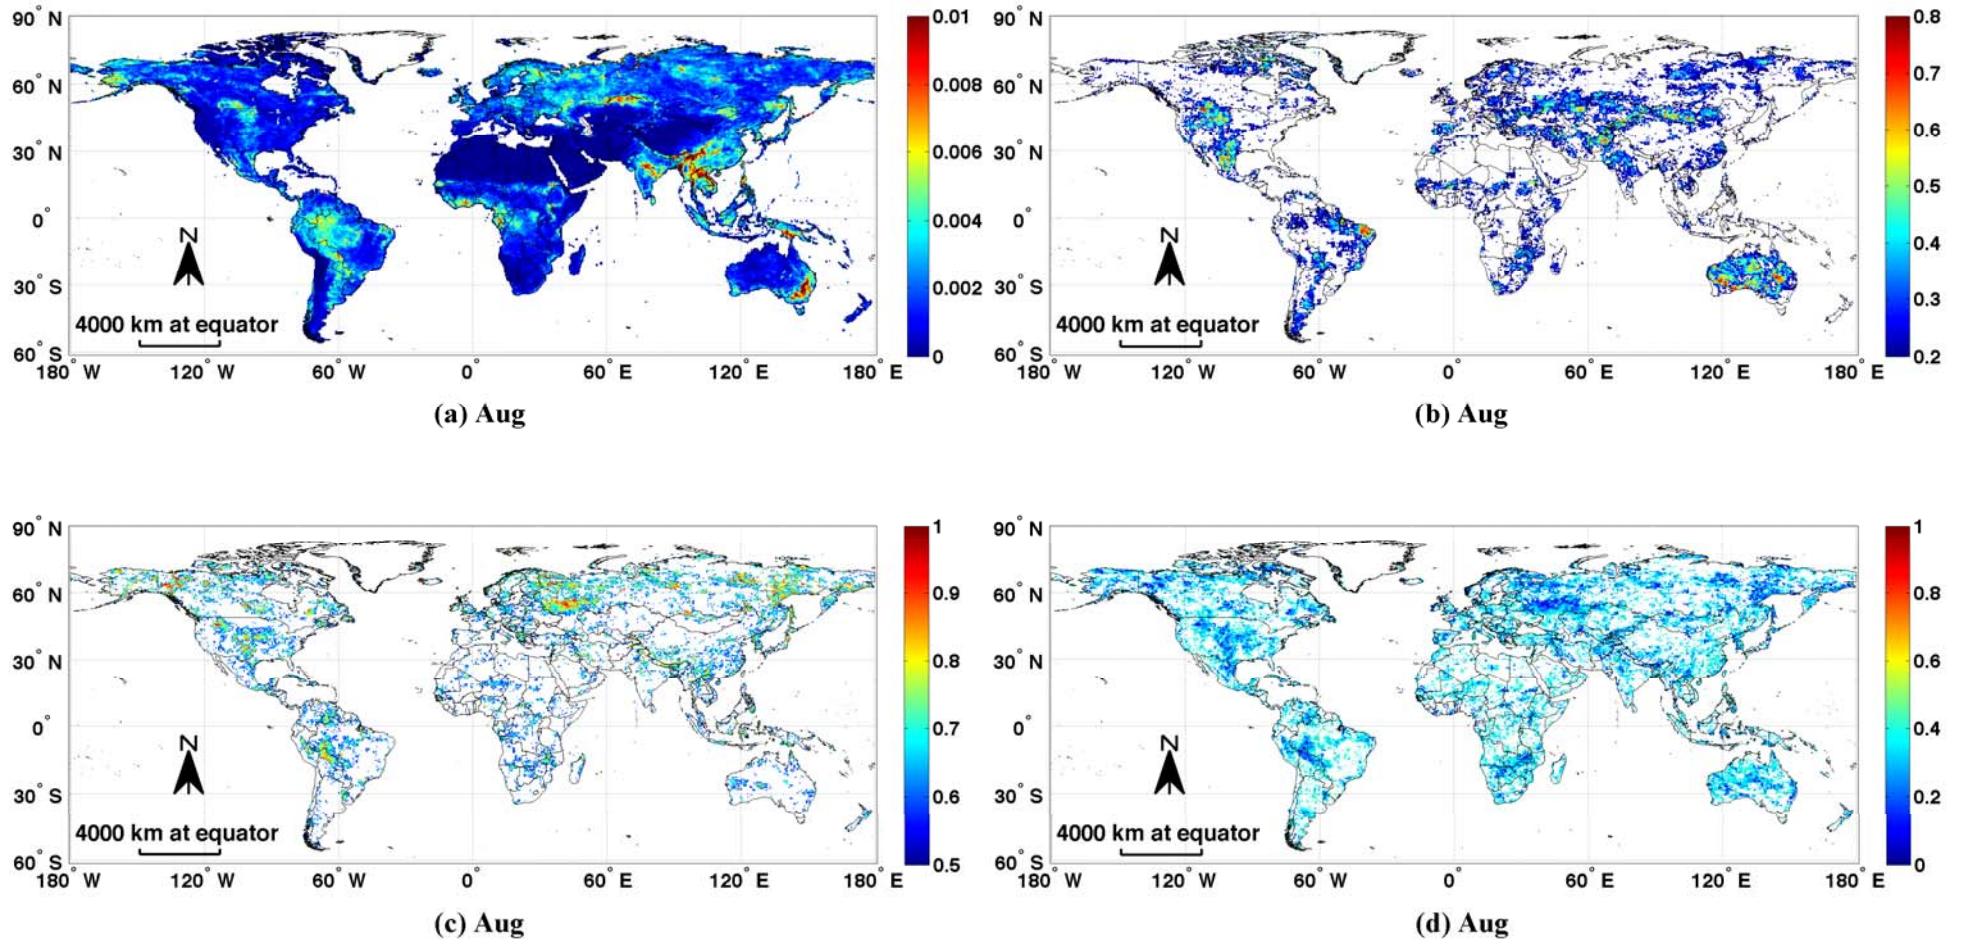 90° N
60° N
30° N
0°
30° S
60° S
180° W
120° W
60° W
0°
60° E
120° E
180° E
N
4000 km at equator
0.01
0.008
0.006
0.004
0.002
0
(a) Aug
90° N
60° N
30° N
0°
30° S
60° S
180° W
120° W
60° W
0°
60° E
120° E
180° E
N
4000 km at equator
0.8
0.7
0.6
0.5
0.4
0.3
0.2
(b) Aug
90° N
60° N
30° N
0°
30° S
60° S
180° W
120° W
60° W
0°
60° E
120° E
180° E
N
4000 km at equator
1
0.9
0.8
0.7
0.6
0.5
(c) Aug
90° N
60° N
30° N
0°
30° S
60° S
180° W
120° W
60° W
0°
60° E
120° E
180° E
N
4000 km at equator
1
0.8
0.6
0.4
0.2
0
(d) Aug